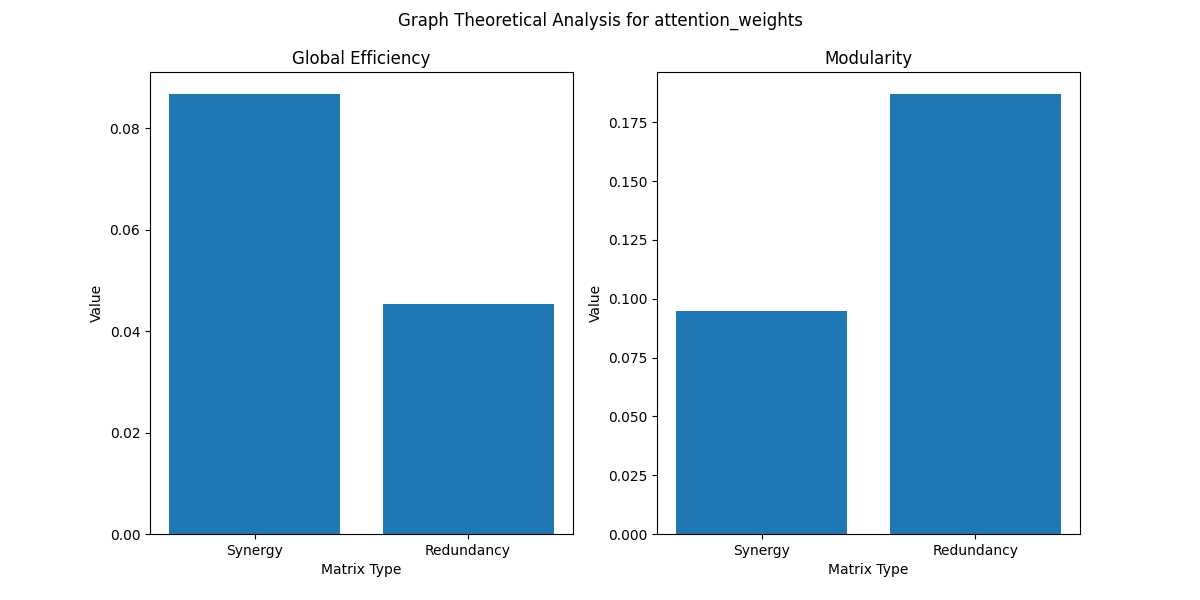 Graph Theoretical Analysis for attention_weights
Global Efficiency
Value
0.08
0.06
0.04
0.02
0.00
Synergy
Redundancy
Matrix Type
Modularity
Value
0.175
0.150
0.125
0.100
0.075
0.050
0.025
0.000
Synergy
Redundancy
Matrix Type